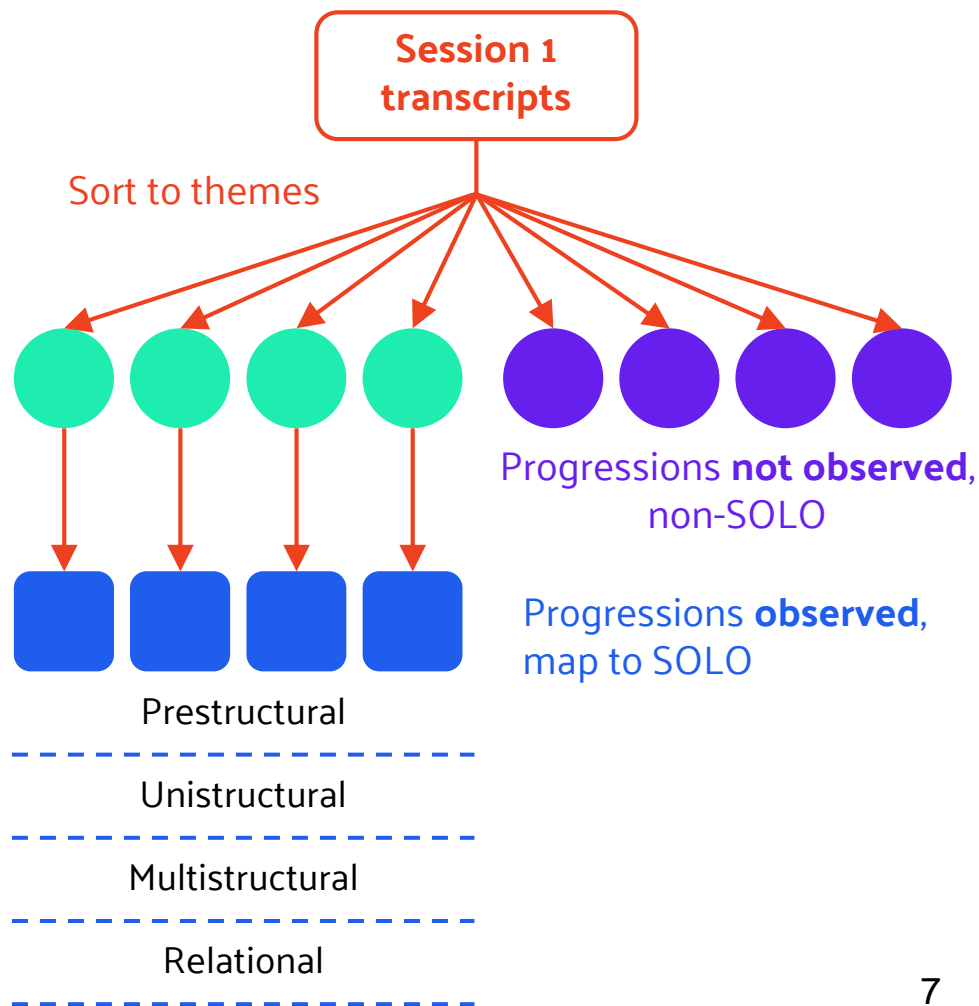 Session 1
transcripts
Sort to themes
Progressions not observed,
non-SOLO
Progressions observed,
map to SOLO
Prestructural
Unistructural
Multistructural
Relational
7